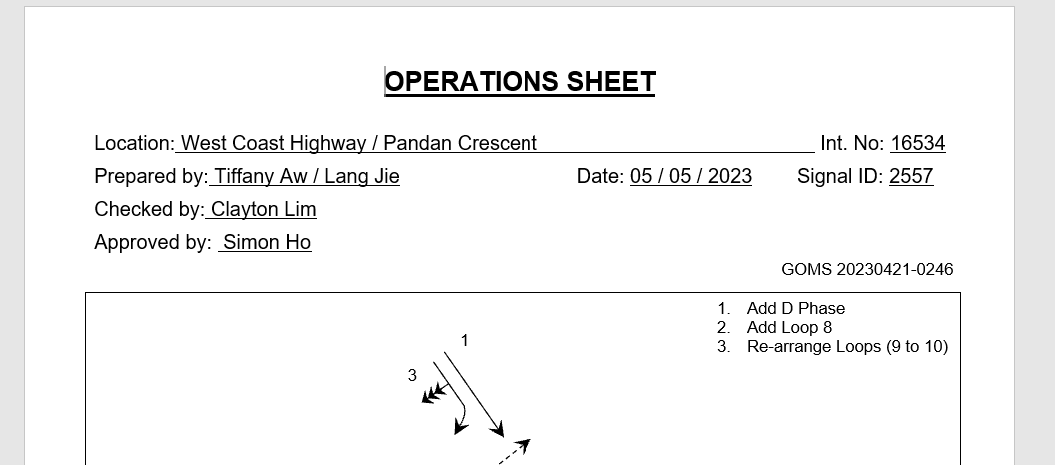 OPERATIONS SHEET
Location: West Coast Highway / Pandan Crescent Int. No: 16534
Prepared by: Tiffany Aw / Lang Jie Date: 05 / 05 / 2023 Signal ID: 2557
Checked by: Clayton Lim
Approved by: Simon Ho
GOMS 20230421-0246
1. Add D Phase
2. Add Loop 8
3. Re-arrange Loops (9 to 10)
1
3